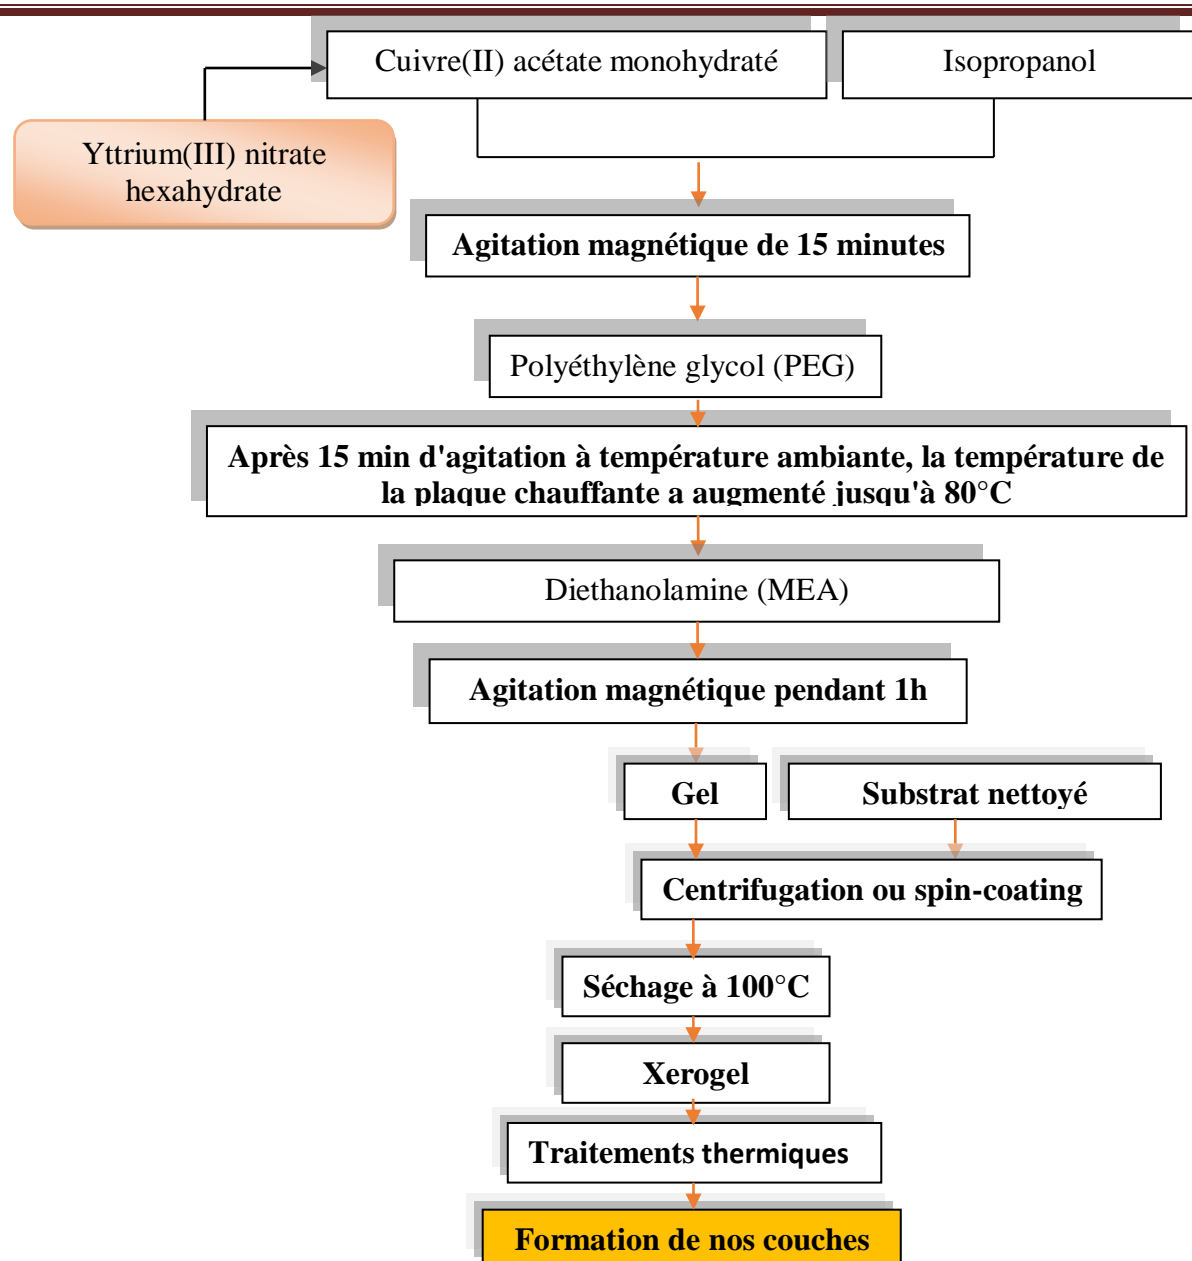 Cuivre(II) acétate monohydraté
Isopropanol
Yttrium(III) nitrate
hexahydrate
Agitation magnétique de 15 minutes
Polyéthylène glycol (PEG)
Après 15 min d'agitation à température ambiante, la température de
la plaque chauffante a augmenté jusqu'à 80°C
Diethanolamine (MEA)
Agitation magnétique pendant 1h
Gel
Substrat nettoyé
Centrifugation ou spin-coating
Séchage à 100°C
Xerogel
Traitements thermiques
Formation de nos couches